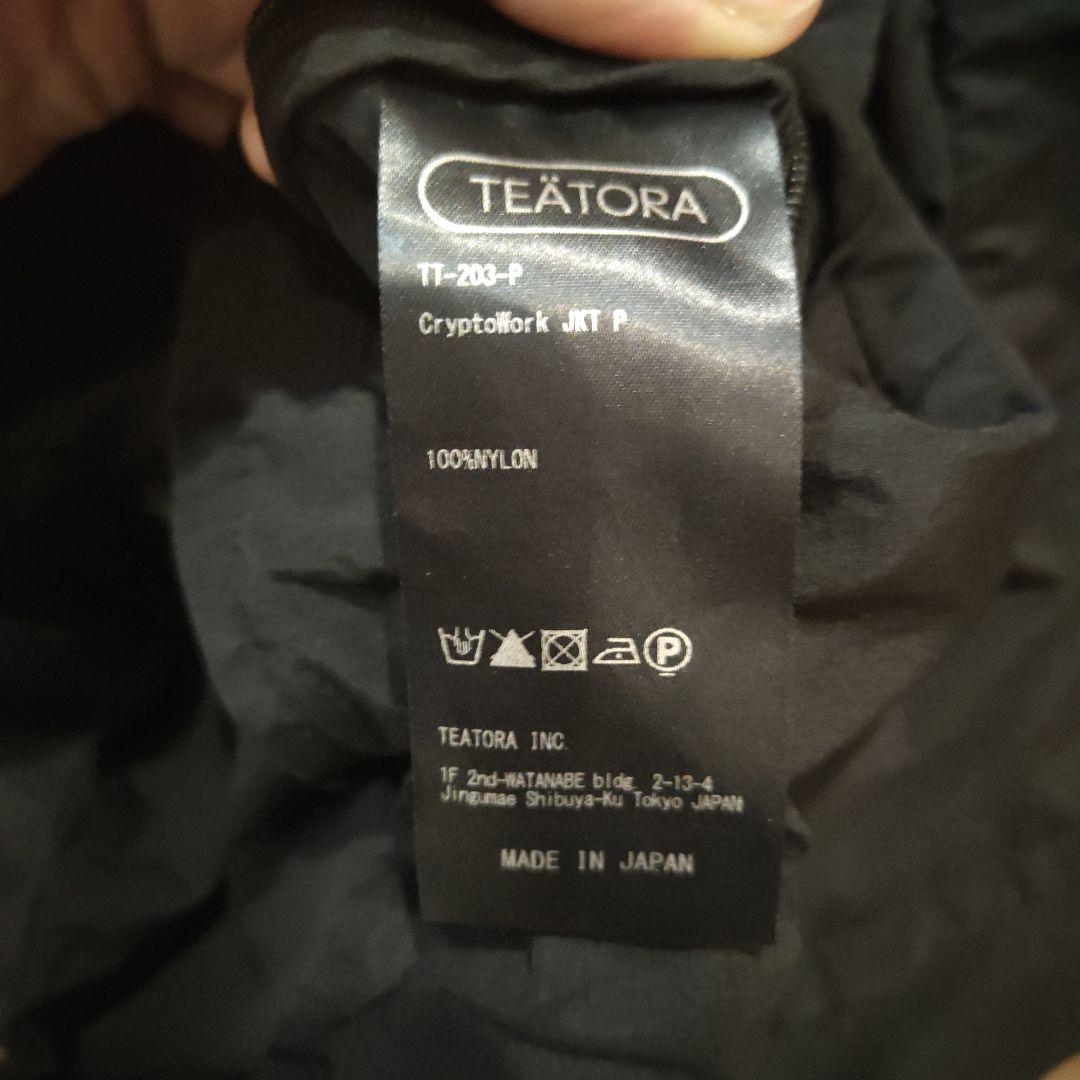 TEÄTORA
TT-203-P
CryptoWork JKT P
100%NYLON
P
TEATORA INC.
1F 2nd-WATANABE bldg. 2-13-4
Jingumae Shibuya-Ku Tokyo JAPAN
MADE IN JAPAN